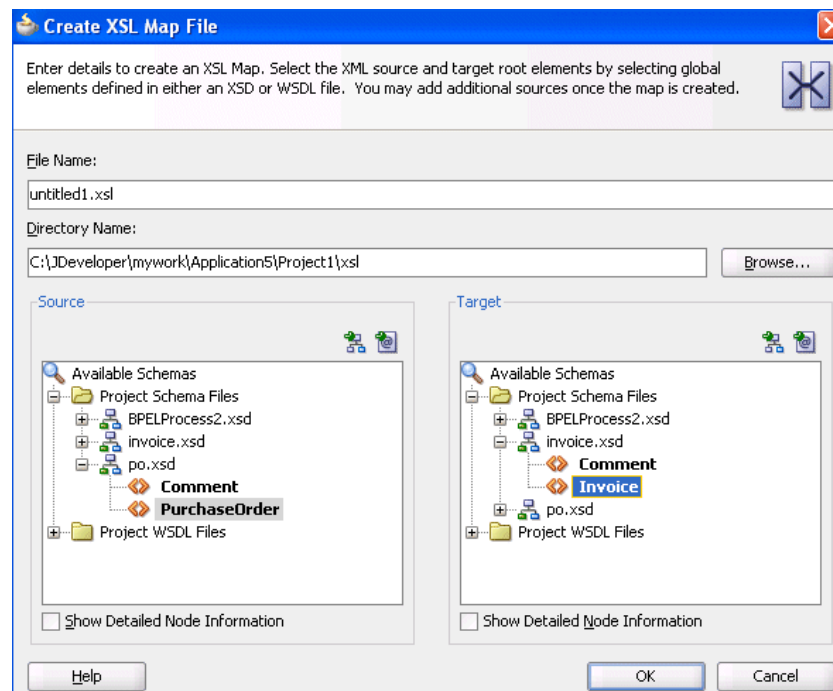 Create XSL Map File
Enter details to create an XSL Map. Select the XML source and target root elements by selecting global
elements defined in either an XSD or WSDL file. You may add additional sources once the map is created.
File Name:
untitled1.xsl
Directory Name:
C:\JDeveloper\mywork\Application5\Project1\xsl
Browse...
Source
Available Schemas
Project Schema Files
BPELProcess2.xsd
invoice.xsd
po.xsd
Comment
PurchaseOrder
Project WSDL Files
Show Detailed Node Information
Target
Available Schemas
Project Schema Files
BPELProcess2.xsd
invoice.xsd
Comment
Invoice
po.xsd
Project WSDL Files
Show Detailed Node Information
Help
OK
Cancel